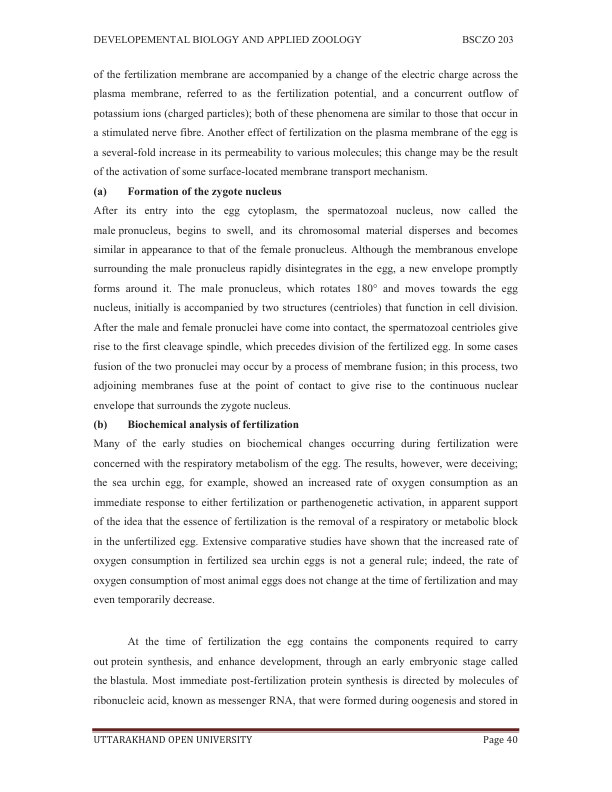 DEVELOPEMENTAL BIOLOGY AND APPLIED ZOOLOGY BSCZO 203
of the fertilization membrane are accompanied by a change of the electric charge across the
plasma membrane, referred to as the fertilization potential, and a concurrent outflow of
potassium ions (charged particles); both of these phenomena are similar to those that occur in
a stimulated nerve fibre. Another effect of fertilization on the plasma membrane of the egg is
a several-fold increase in its permeability to various molecules; this change may be the result
of the activation of some surface-located membrane transport mechanism.
(a) Formation of the zygote nucleus
After its entry into the egg cytoplasm, the spermatozoal nucleus, now called the
male pronucleus, begins to swell, and its chromosomal material disperses and becomes
similar in appearance to that of the female pronucleus. Although the membranous envelope
surrounding the male pronucleus rapidly disintegrates in the egg, a new envelope promptly
forms around it. The male pronucleus, which rotates 180° and moves towards the egg
nucleus, initially is accompanied by two structures (centrioles) that function in cell division.
After the male and female pronuclei have come into contact, the spermatozoal centrioles give
rise to the first cleavage spindle, which precedes division of the fertilized egg. In some cases
fusion of the two pronuclei may occur by a process of membrane fusion; in this process, two
adjoining membranes fuse at the point of contact to give rise to the continuous nuclear
envelope that surrounds the zygote nucleus.
(b) Biochemical analysis of fertilization
Many of the early studies on biochemical changes occurring during fertilization were
concerned with the respiratory metabolism of the egg. The results, however, were deceiving;
the sea urchin egg, for example, showed an increased rate of oxygen consumption as an
immediate response to either fertilization or parthenogenetic activation, in apparent support
of the idea that the essence of fertilization is the removal of a respiratory or metabolic block
in the unfertilized egg. Extensive comparative studies have shown that the increased rate of
oxygen consumption in fertilized sea urchin eggs is not a general rule; indeed, the rate of
oxygen consumption of most animal eggs does not change at the time of fertilization and may
even temporarily decrease.
At the time of fertilization the egg contains the components required to carry
out protein synthesis, and enhance development, through an early embryonic stage called
the blastula. Most immediate post-fertilization protein synthesis is directed by molecules of
ribonucleic acid, known as messenger RNA, that were formed during oogenesis and stored in
UTTARAKHAND OPEN UNIVERSITY Page 40